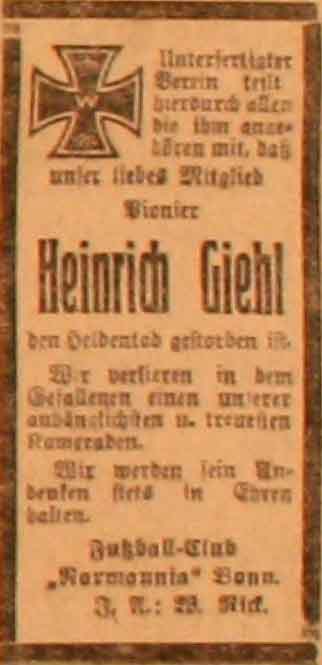 W
Unterfertigter
Verein teilt
hierdurch allen
die ihm ange-
hören mit, daß
unser liebes Mitglied
Pionier
Heinrich Giehl
den Heldentod gestorben ist.
Wir verlieren in dem
Gefallenen einen unserer
anhänglichsten u. treuesten
Kameraden.
Wir werden sein An-
denken stets in Ehren
halten.
Fußball-Club
„Normannia" Bonn.
J. A.: W. Rick.